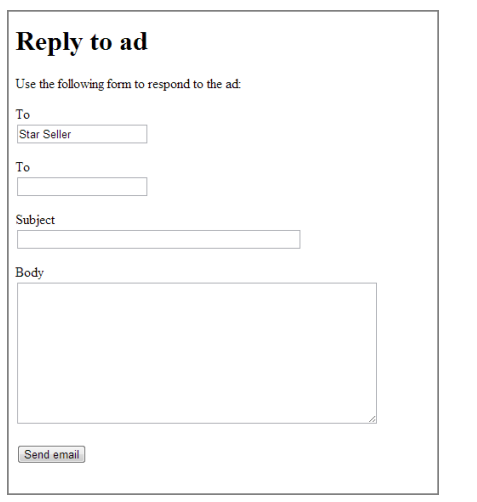 Reply to ad
Use the following form to respond to the ad:
To
Star Seller
To
Subject
Body
Send email